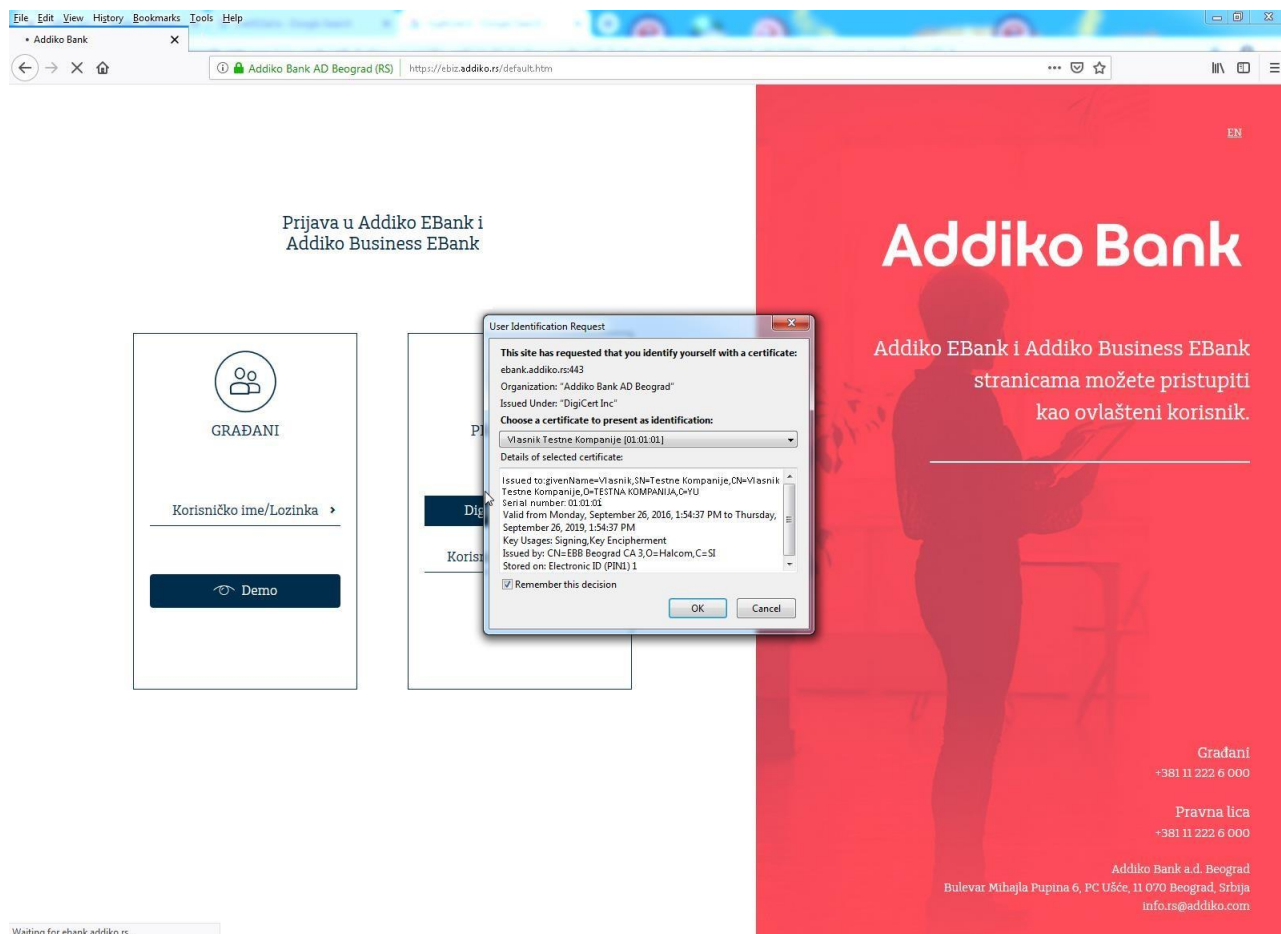 File Edit View History Bookmarks Tools Help
• Addiko Bank
Addiko Bank AD Beograd (RS) https://ebiz.addiko.rs/default.htm
EN
Prijava u Addiko EBank i
Addiko Business EBank
Addiko Bank
Addiko EBank i Addiko Business EBank
stranicama možete pristupiti
kao ovlašteni korisnik.
GRAĐANI
Korisničko ime/Lozinka
Demo
User Identification Request
This site has requested that you identify yourself with a certificate:
ebank.addiko.rs:443
Organization: "Addiko Bank AD Beograd"
Issued Under: "DigiCert Inc"
Choose a certificate to present as identification:
Vlasnik Testne Kompanije [01:01:01]
Details of selected certificate:
Issued to:givenName=Vlasnik,SN=Testne Kompanije,CN=Vlasnik
Testne Kompanije,O=TESTNA KOMPANIJA,C=YU
Serial number: 01:01:01
Valid from Monday, September 26, 2016, 1:54:37 PM to Thursday,
September 26, 2019, 1:54:37 PM
Key Usages: Signing,Key Encipherment
Issued by: CN=EBB Beograd CA 3,O=Halcom,C=SI
Stored on: Electronic ID (PIN1) 1
Remember this decision
OK Cancel
Građani
+381 11 222 6 000
Pravna lica
+381 11 222 6 000
Addiko Bank a.d. Beograd
Bulevar Mihajla Pupina 6, PC Ušće, 11 070 Beograd, Srbija
info.rs@addiko.com
Waiting for ebank.addiko.rs